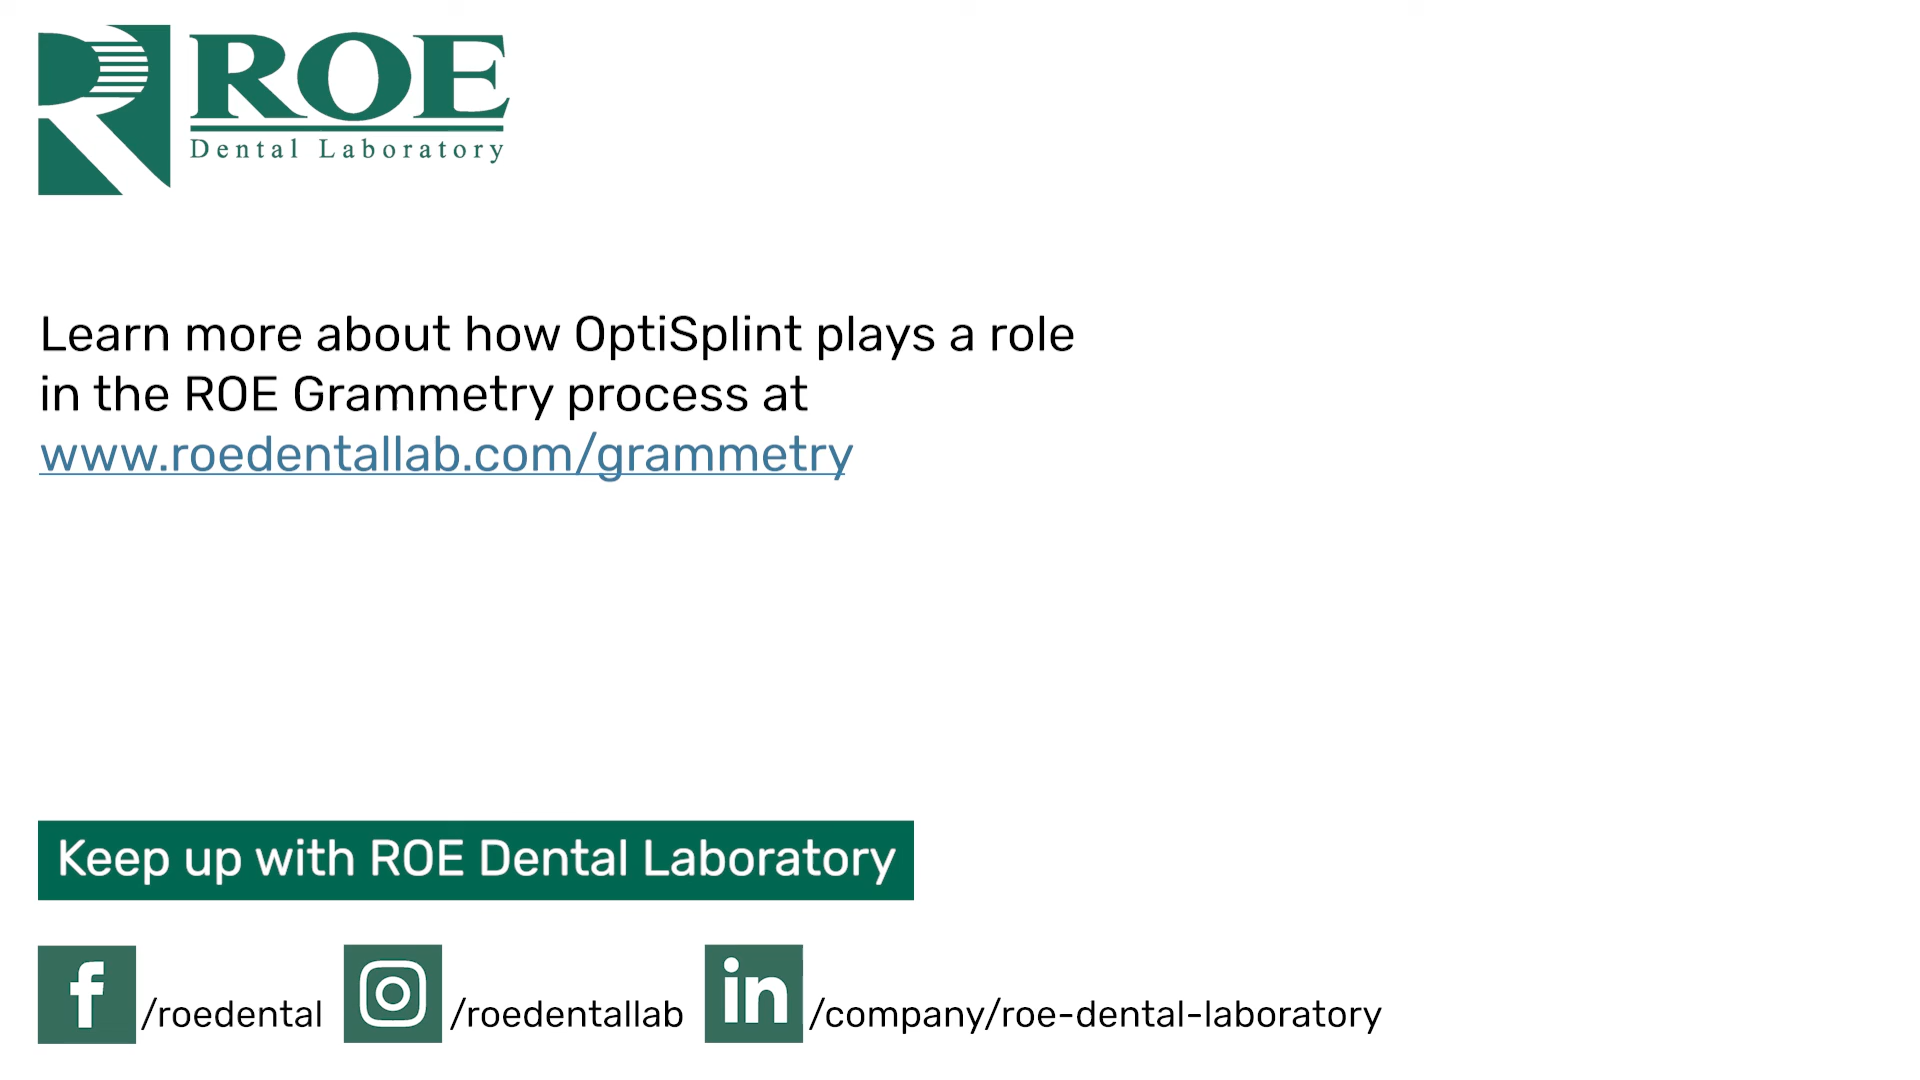 ROE
Dental Laboratory
Learn more about how OptiSplint plays a role
in the ROE Grammetry process at
www.roedentallab.com/grammetry
Keep up with ROE Dental Laboratory
/roedental /roedentallab /company/roe-dental-laboratory